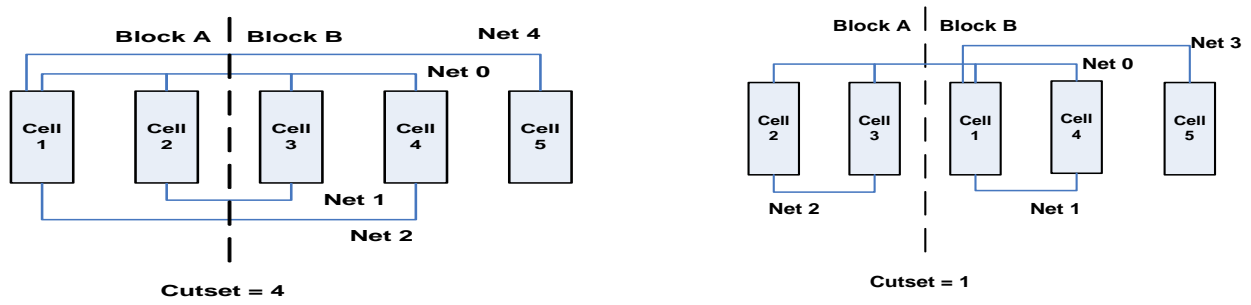 Block A
Block B
Net 4
Net 0
Cell 1
Cell 2
Cell 3
Cell 4
Cell 5
Net 1
Net 2
Cutset = 4
Block A
Block B
Net 3
Net 0
Cell 2
Cell 3
Cell 1
Cell 4
Cell 5
Net 2
Net 1
Cutset = 1